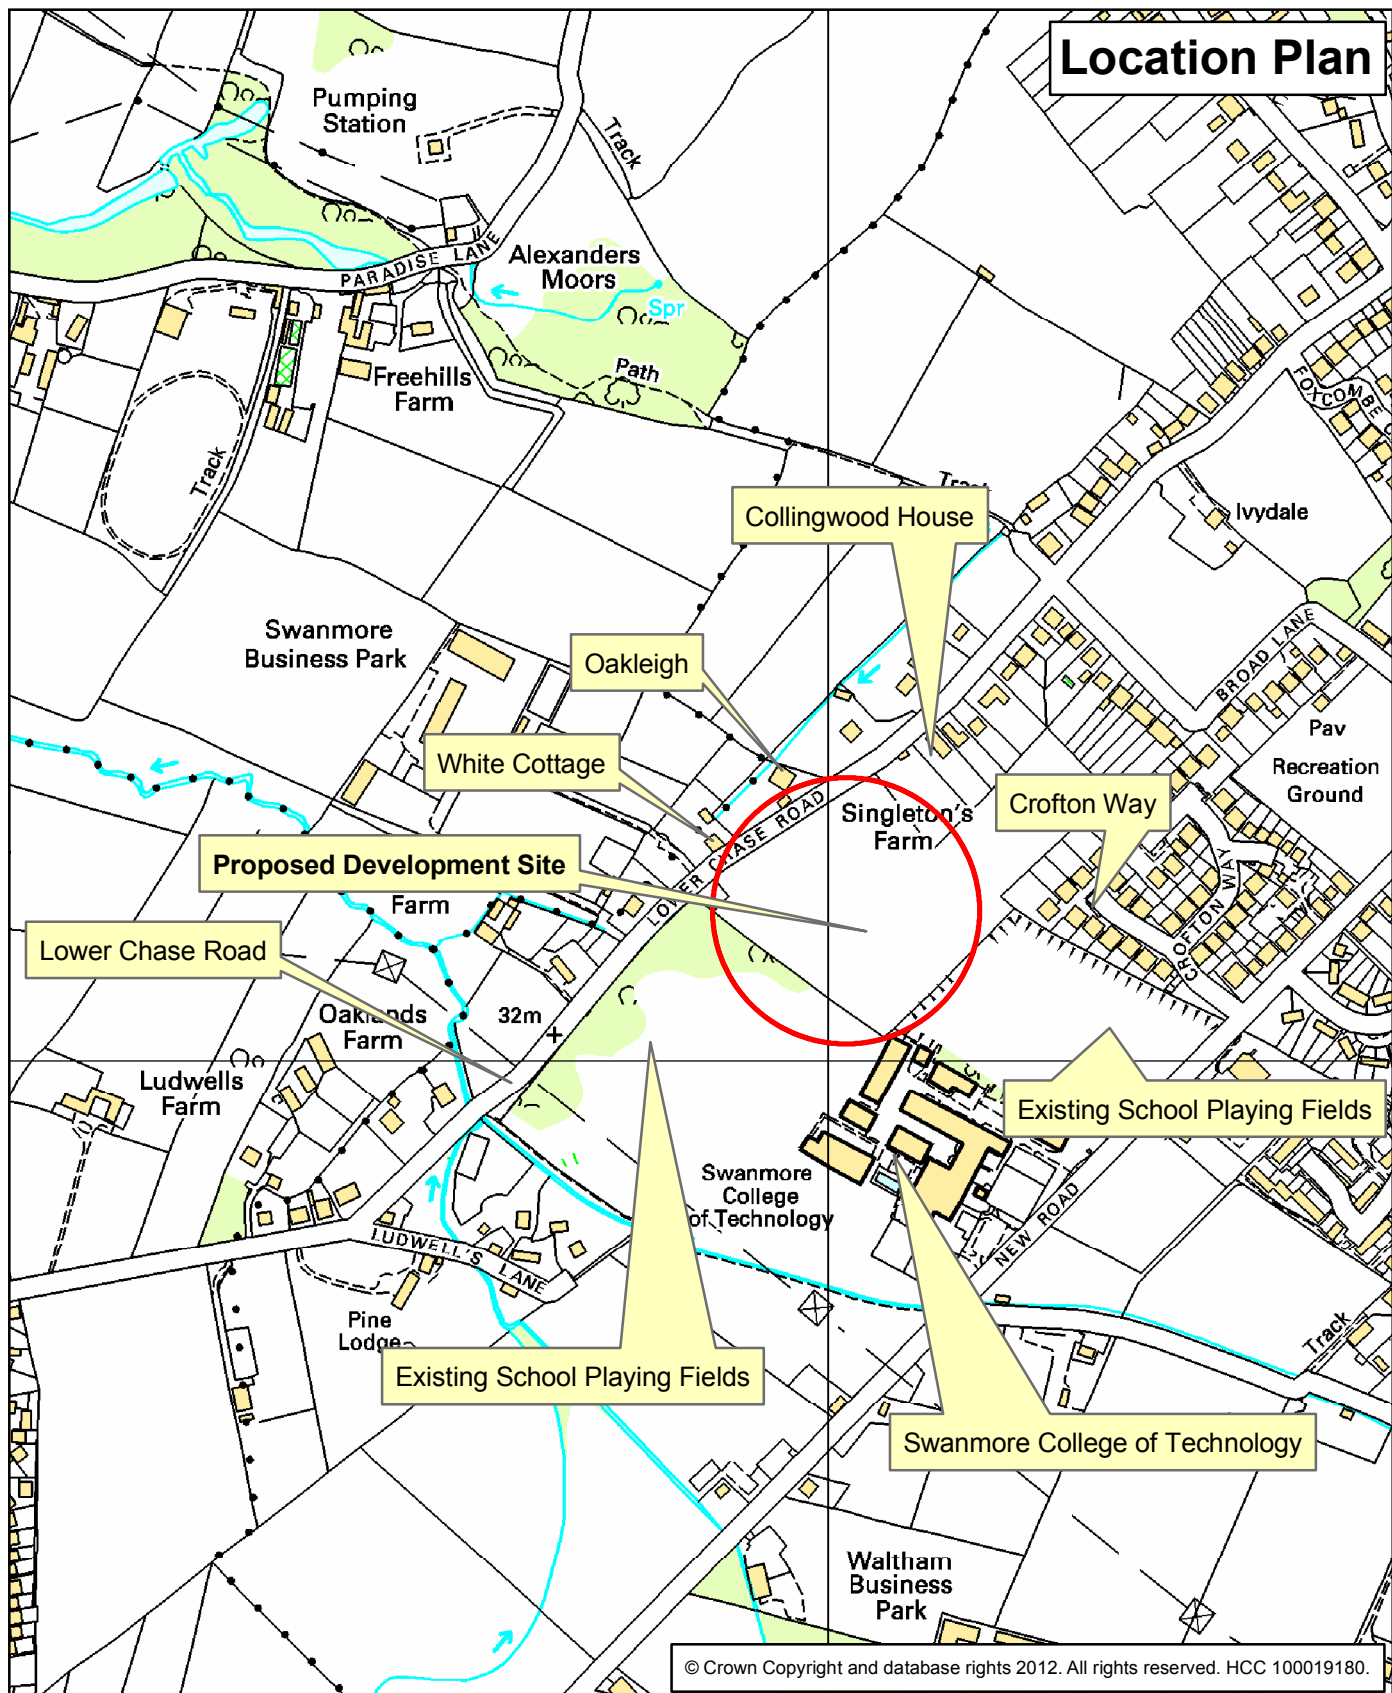 Location Plan
Pumping
Station
Track
PARADISE LANE
Alexanders
Moors
Spr
Path
Freehills
Farm
Track
FOXCOMBE
Collingwood House
Ivydale
Swanmore
Business Park
Oakleigh
BROAD LANE
White Cottage
Pav
Recreation
Ground
Crofton Way
Singleton's
Farm
LOWER CHASE ROAD
Proposed Development Site
Farm
CROFTON WAY
Lower Chase Road
Oaklands
Farm
32m
Ludwells
Farm
Existing School Playing Fields
Swanmore
College
of Technology
NEW ROAD
LUDWELL'S LANE
Pine
Lodge
Track
Existing School Playing Fields
Swanmore College of Technology
Waltham
Business
Park
© Crown Copyright and database rights 2012. All rights reserved. HCC 100019180.